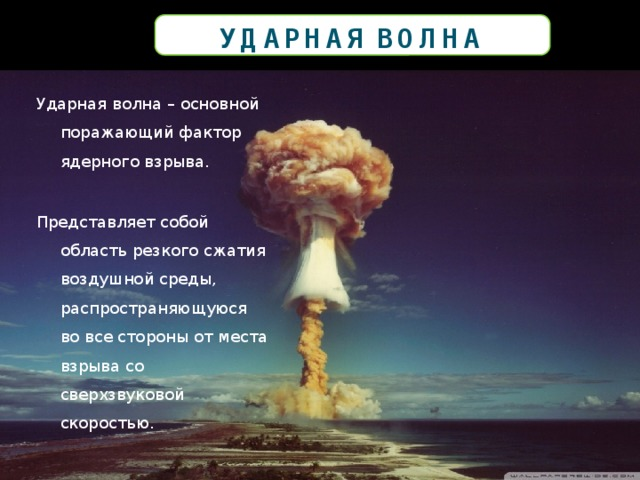 УДАРНАЯ ВОЛНА
Ударная волна – основной
поражающий фактор
ядерного взрыва.
Представляет собой
область резкого сжатия
воздушной среды,
распространяющуюся
во все стороны от места
взрыва со
сверхзвуковой
скоростью.